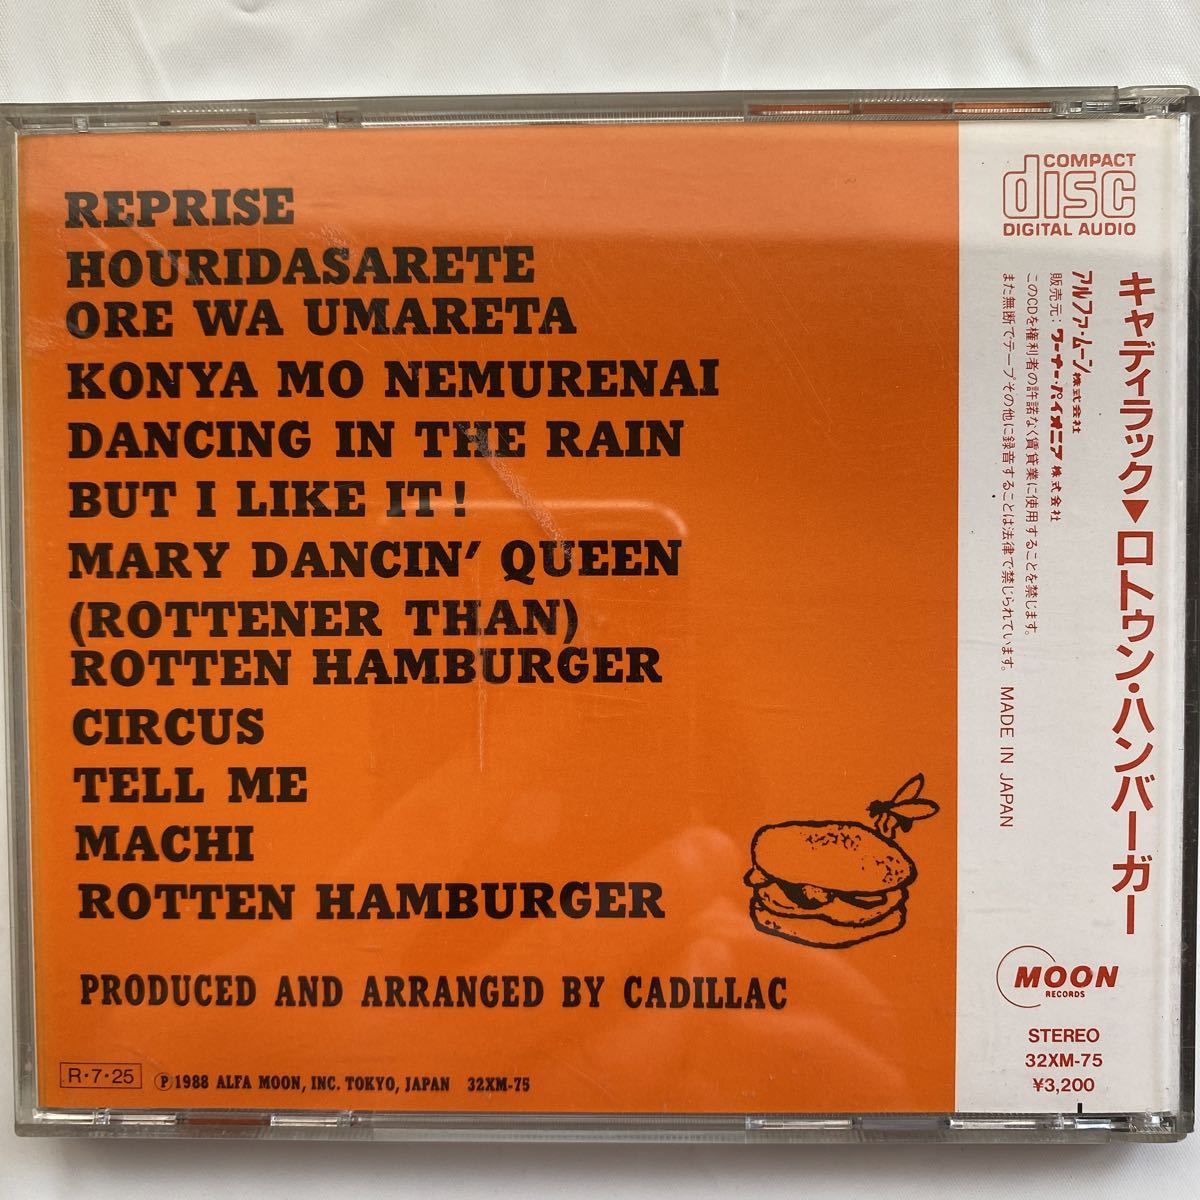 REPRISE
HOURIDASARETE
ORE WA UMARETA
KONYA MO NEMURENAI
DANCING IN THE RAIN
BUT I LIKE IT!
MARY DANCIN' QUEEN
(ROTTENER THAN)
ROTTEN HAMBURGER
CIRCUS
TELL ME
MACHI
ROTTEN HAMBURGER
PRODUCED AND ARRANGED BY CADILLAC
R・7・25
Ⓟ1988 ALFA MOON, INC. TOKYO, JAPAN 32XM-75
COMPACT
disc
DIGITAL AUDIO
キャディラック▼ロトゥン・ハンバーガー
アルファ・ムーン株式会社
販売元：ワーナー・パイオニア株式会社
このCDを権利者の許諾なく賃貸業に使用することを禁じます。
また無断でテープその他に録音することは法律で禁じられています。 MADE IN JAPAN
MOON
RECORDS
STEREO
32XM-75
¥3,200